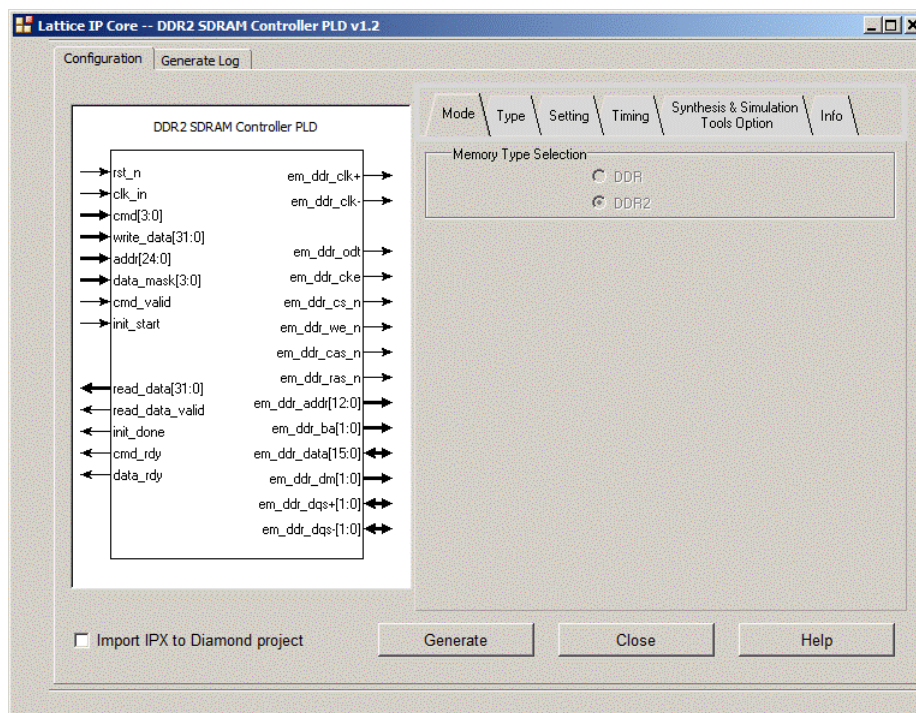 Lattice IP Core -- DDR2 SDRAM Controller PLD v1.2
Configuration
Generate Log
DDR2 SDRAM Controller PLD
rst_n
clk_in
cmd[3:0]
write_data[31:0]
addr[24:0]
data_mask[3:0]
cmd_valid
init_start
read_data[31:0]
read_data_valid
init_done
cmd_rdy
data_rdy
em_ddr_clk+
em_ddr_clk-
em_ddr_odt
em_ddr_cke
em_ddr_cs_n
em_ddr_we_n
em_ddr_cas_n
em_ddr_ras_n
em_ddr_addr[12:0]
em_ddr_ba[1:0]
em_ddr_data[15:0]
em_ddr_dm[1:0]
em_ddr_dqs+[1:0]
em_ddr_dqs-[1:0]
Mode
Type
Setting
Timing
Synthesis & Simulation
Tools Option
Info
Memory Type Selection
DDR
DDR2
Import IPX to Diamond project
Generate
Close
Help